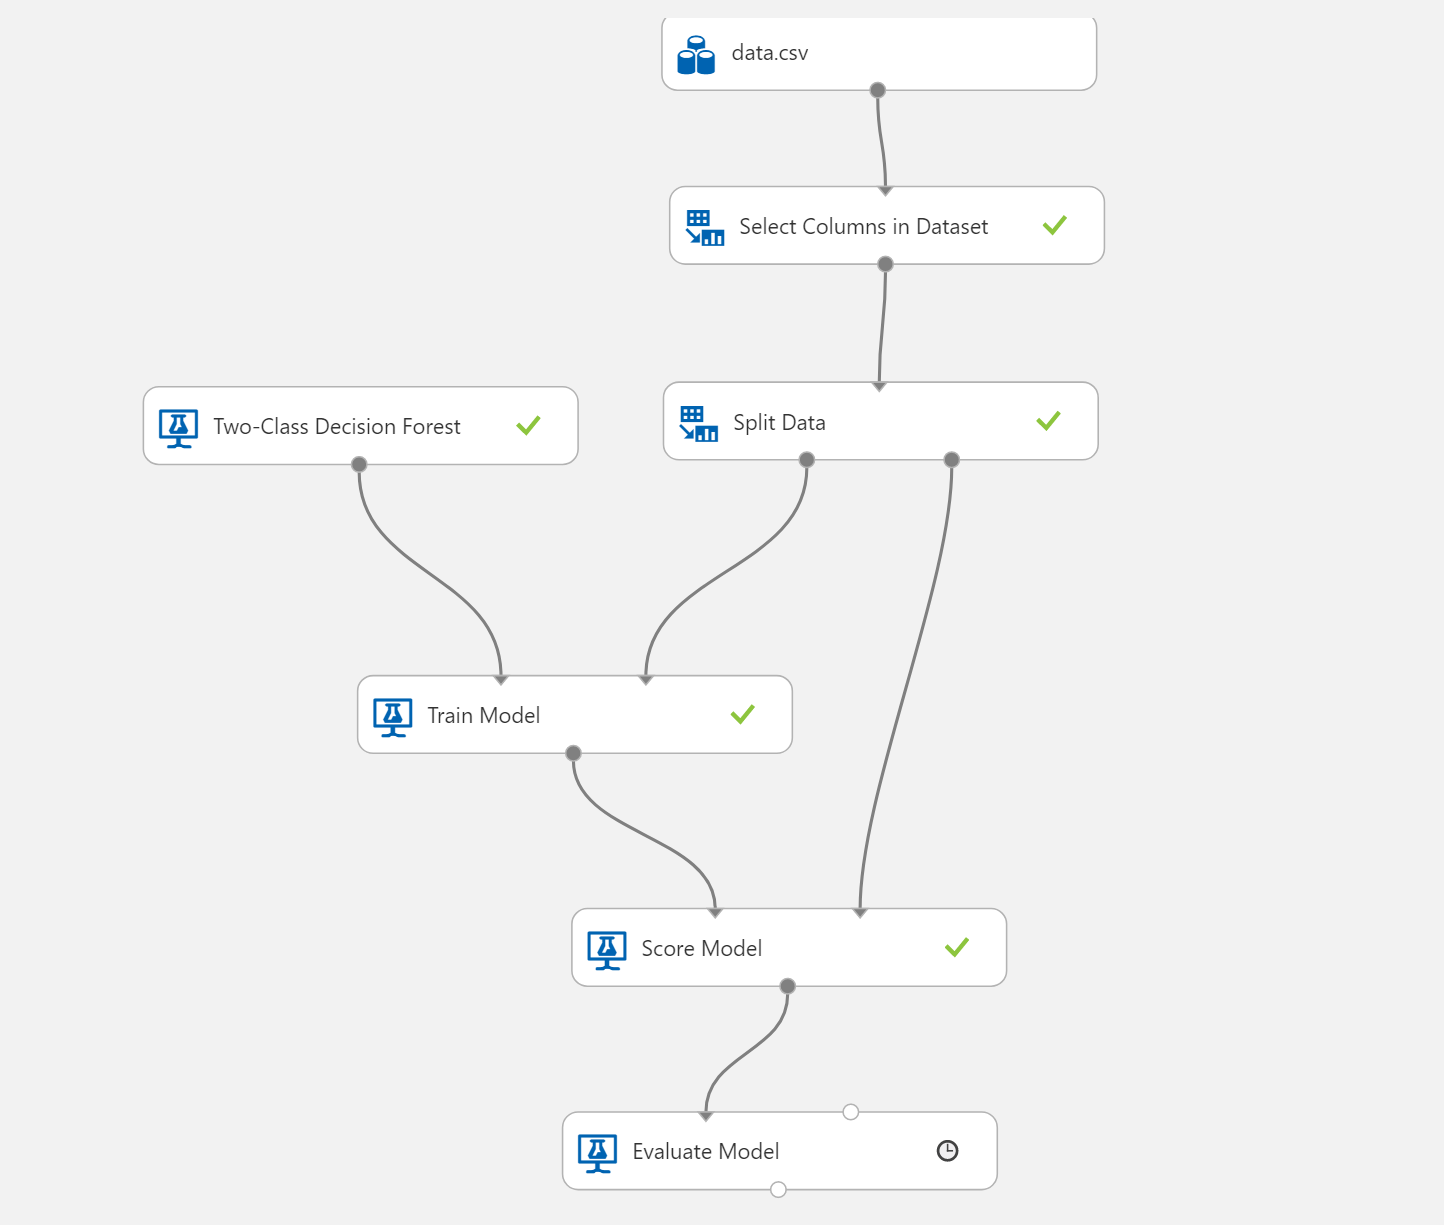 data.csv
Select Columns in Dataset
Two-Class Decision Forest
Split Data
Train Model
Score Model
Evaluate Model